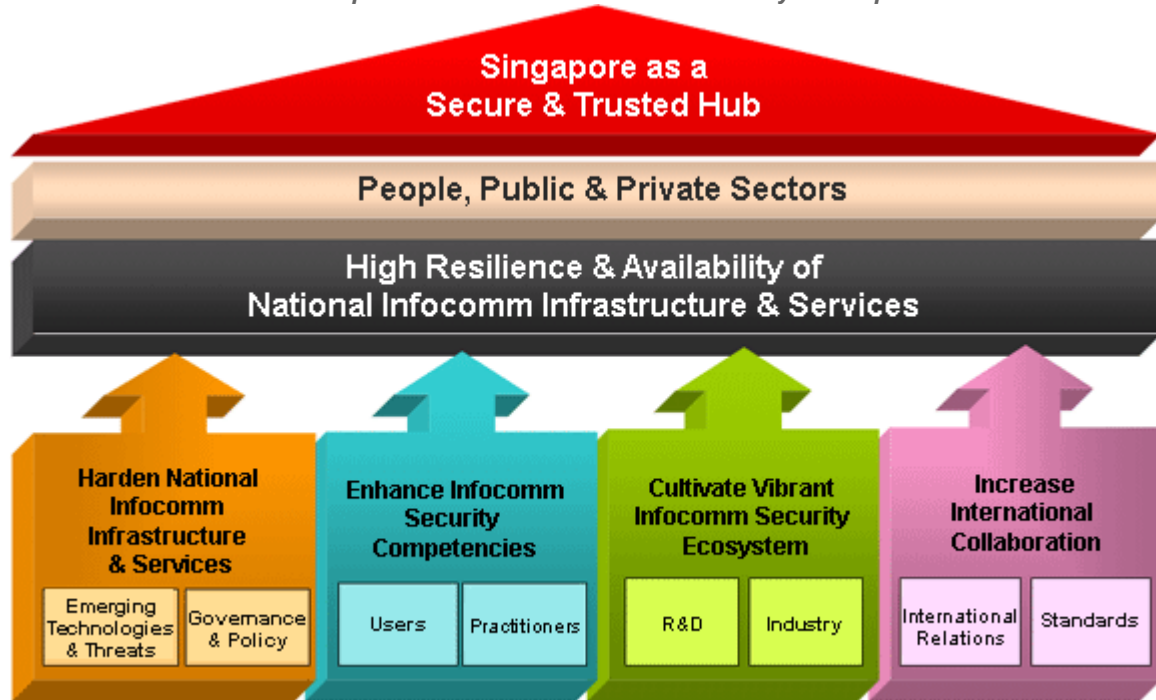 Singapore as a
Secure & Trusted Hub
People, Public & Private Sectors
High Resilience & Availability of
National Infocomm Infrastructure & Services
Harden National
Infocomm
Infrastructure
& Services
Emerging
Technologies
& Threats
Governance
& Policy
Enhance Infocomm
Security
Competencies
Users
Practitioners
Cultivate Vibrant
Infocomm Security
Ecosystem
R&D
Industry
Increase
International
Collaboration
International
Relations
Standards